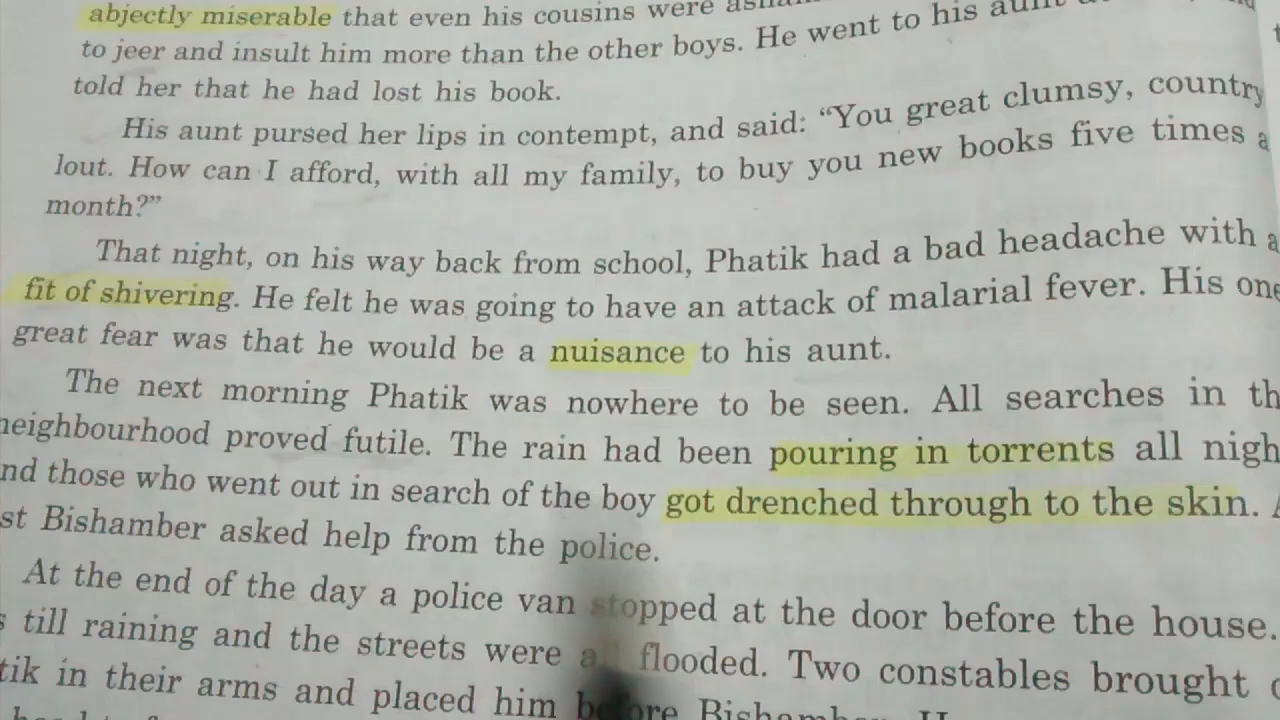 abjectly miserable that even his cousins were
to jeer and insult him more than the other boys. He went to his aunt
told her that he had lost his book.
His aunt pursed her lips in contempt, and said: “You great clumsy, country
lout. How can I afford, with all my family, to buy you new books five times a
month?”
That night, on his way back from school, Phatik had a bad headache with a
fit of shivering. He felt he was going to have an attack of malarial fever. His one
great fear was that he would be a nuisance to his aunt.
The next morning Phatik was nowhere to be seen. All searches in th
neighbourhood proved futile. The rain had been pouring in torrents all nigh
nd those who went out in search of the boy got drenched through to the skin. A
st Bishamber asked help from the police.
At the end of the day a police van stopped at the door before the house.
s till raining and the streets were all flooded. Two constables brought
tik in their arms and placed him before Bishamber.